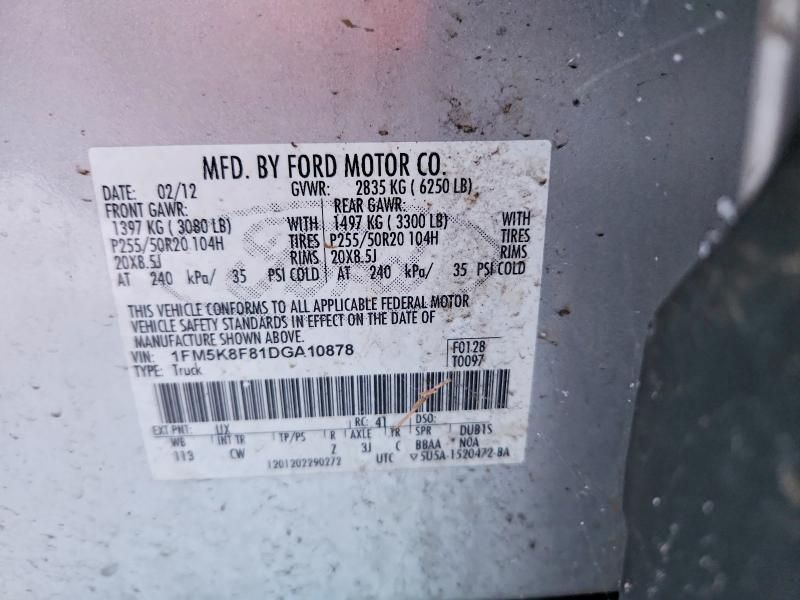 MFD. BY FORD MOTOR CO.
DATE: 02/12 GVWR: 2835 KG ( 6250 LB)
FRONT GAWR: REAR GAWR:
1397 KG ( 3080 LB) WITH 1497 KG ( 3300 LB) WITH
P255/50R20 104H TIRES P255/50R20 104H TIRES
20X8.5J RIMS 20X8.5J RIMS
AT 240 kPa/ 35 PSI COLD AT 240 kPa/ 35 PSI COLD
THIS VEHICLE CONFORMS TO ALL APPLICABLE FEDERAL MOTOR
VEHICLE SAFETY STANDARDS IN EFFECT ON THE DATE OF
MANUFACTURE SHOWN ABOVE.
VIN: 1FM5K8F81DGA10878 F0128
TYPE: Truck T0097
EXT PNT: UX RC: 41 DSO:
WB INT TR TP/PS R AXLE TR SPR DUB1S
113 CW Z 3J C BBAA NOA
1201202290272 UTC 5U5A-1520472-BA